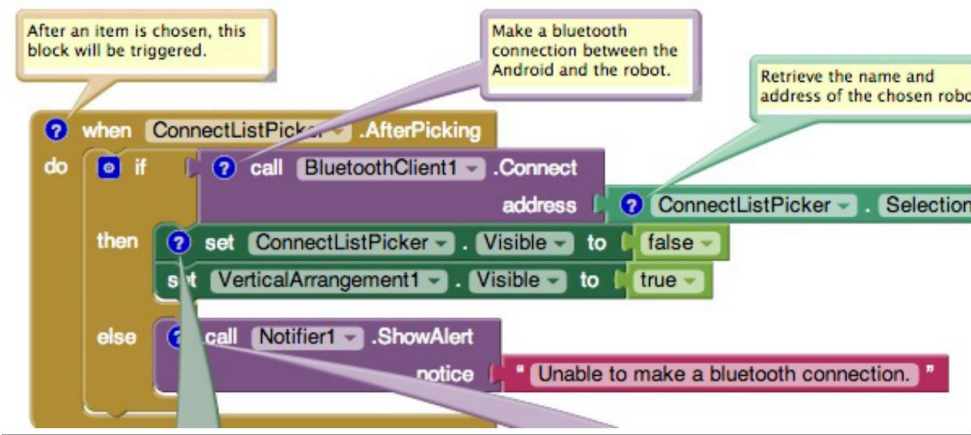 After an item is chosen, this
block will be triggered.
Make a bluetooth
connection between the
Android and the robot.
Retrieve the name and
address of the chosen robo
when ConnectListPicker .AfterPicking
do if call BluetoothClient1 .Connect
address ConnectListPicker . Selection
then set ConnectListPicker . Visible to false
set VerticalArrangement1 . Visible to true
else call Notifier1 .ShowAlert
notice " Unable to make a bluetooth connection. "